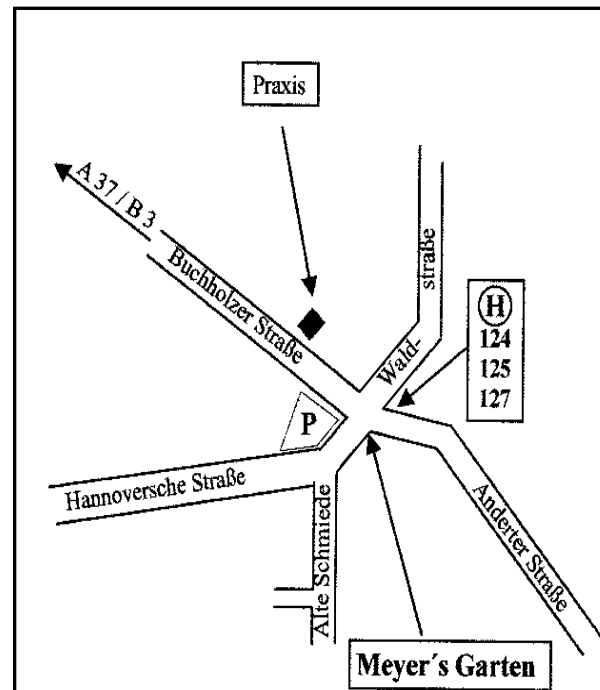 Praxis
A 37 / B 3
Buchholzer Straße
Wald-
straße
H
124
125
127
P
Hannoversche Straße
Alte Schmiede
Anderter Straße
Meyer´s Garten